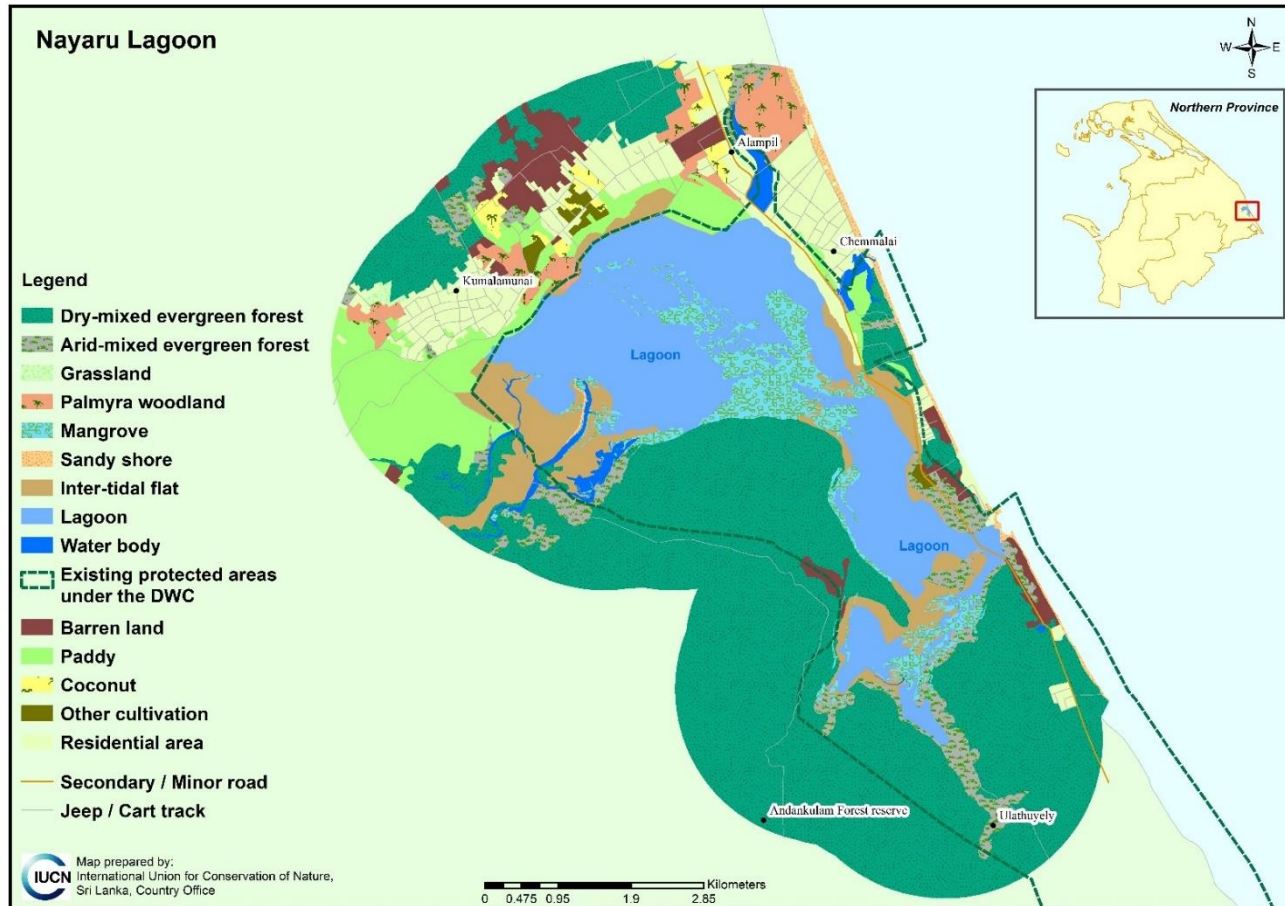 Nayaru Lagoon
N
W E
S
Northern Province
Alampil
Chemmalai
Kumalamunai
Lagoon
Lagoon
Andankulam Forest reserve
Ulathuyely
Legend
Dry-mixed evergreen forest
Arid-mixed evergreen forest
Grassland
Palmyra woodland
Mangrove
Sandy shore
Inter-tidal flat
Lagoon
Water body
Existing protected areas
under the DWC
Barren land
Paddy
Coconut
Other cultivation
Residential area
Secondary / Minor road
Jeep / Cart track
IUCN
Map prepared by:
International Union for Conservation of Nature,
Sri Lanka, Country Office
Kilometers
0 0.475 0.95 1.9 2.85